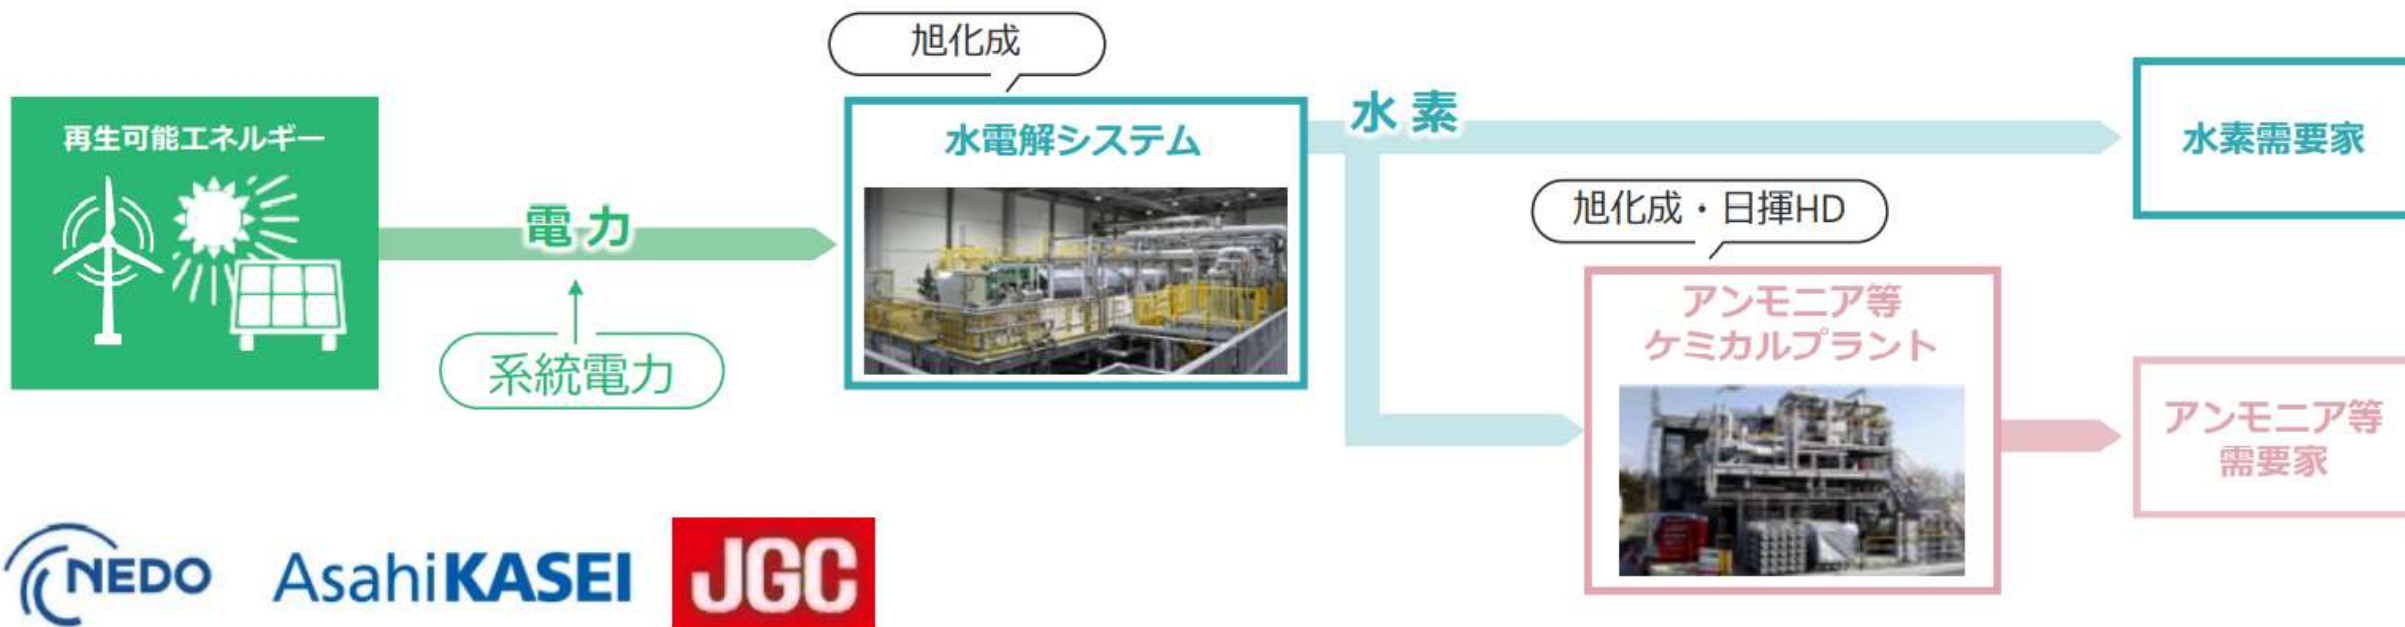 旭化成
再生可能エネルギー
水電解システム
水素
水素需要家
電力
旭化成・日揮HD
系統電力
アンモニア等
ケミカルプラント
アンモニア等
需要家
NEDO
AsahiKASEI
JGC